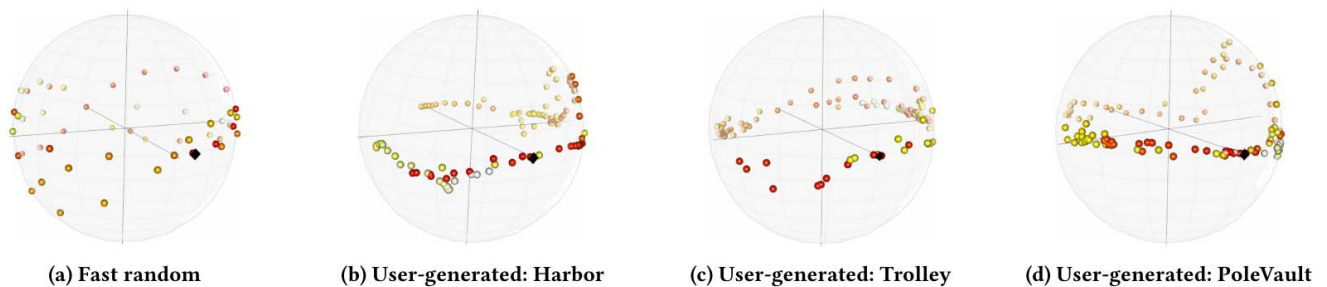 (a) Fast random
(b) User-generated: Harbor
(c) User-generated: Trolley
(d) User-generated: PoleVault